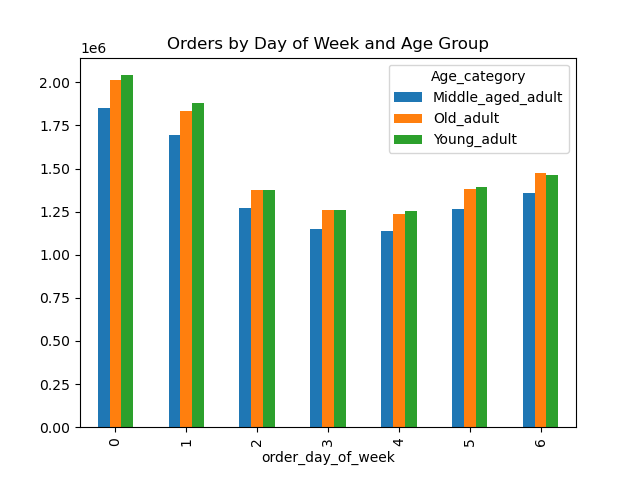 Orders by Day of Week and Age Group
1e6
Age_category
Middle_aged_adult
Old_adult
Young_adult
2.00
1.75
1.50
1.25
1.00
0.75
0.50
0.25
0.00
0 1 2 3 4 5 6
order_day_of_week